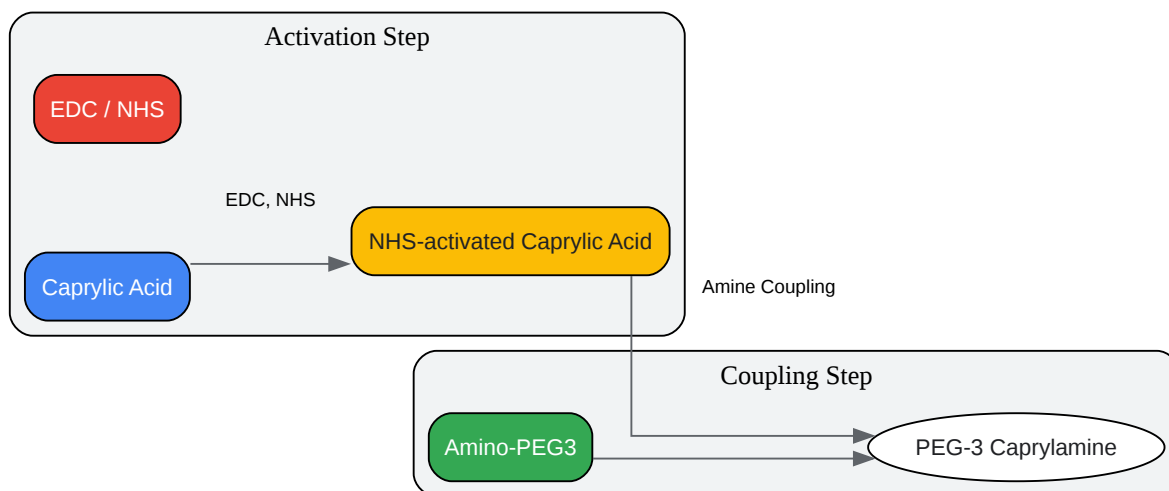 Activation Step
EDC / NHS
EDC, NHS
NHS-activated Caprylic Acid
Caprylic Acid
Amine Coupling
Coupling Step
Amino-PEG3
PEG-3 Caprylamine